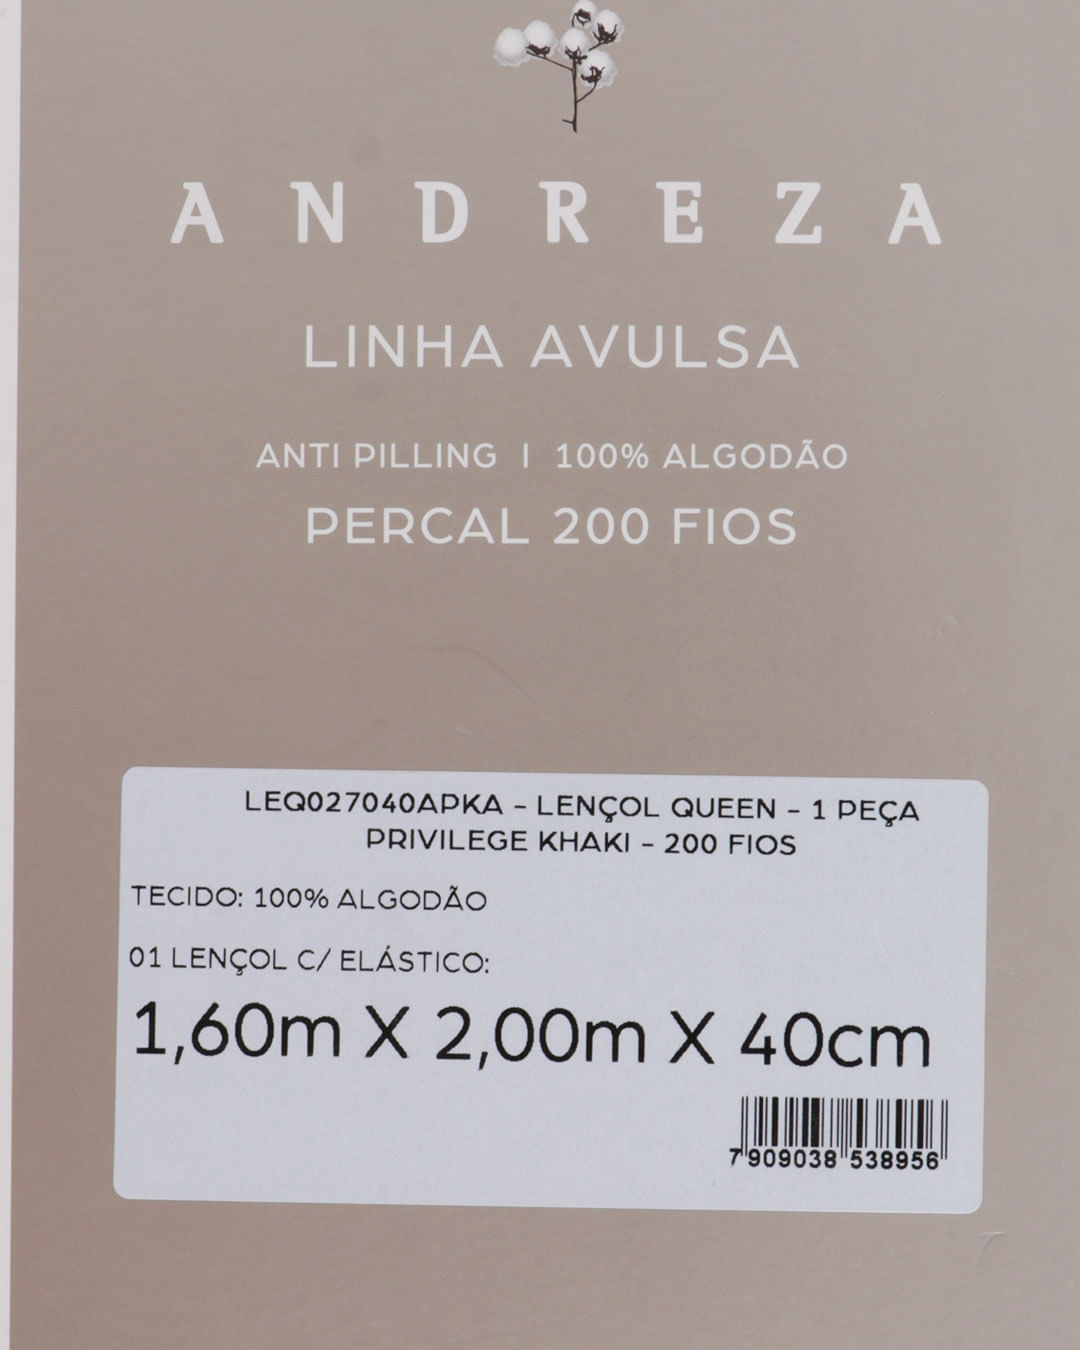 ANDREZA
LINHA AVULSA
ANTI PILLING | 100% ALGODÃO
PERCAL 200 FIOS
LEQ027040APKA - LENÇOL QUEEN - 1 PEÇA
PRIVILEGE KHAKI - 200 FIOS
TECIDO: 100% ALGODÃO
01 LENÇOL C/ ELÁSTICO:
1,60m X 2,00m X 40cm
7 909038 538956